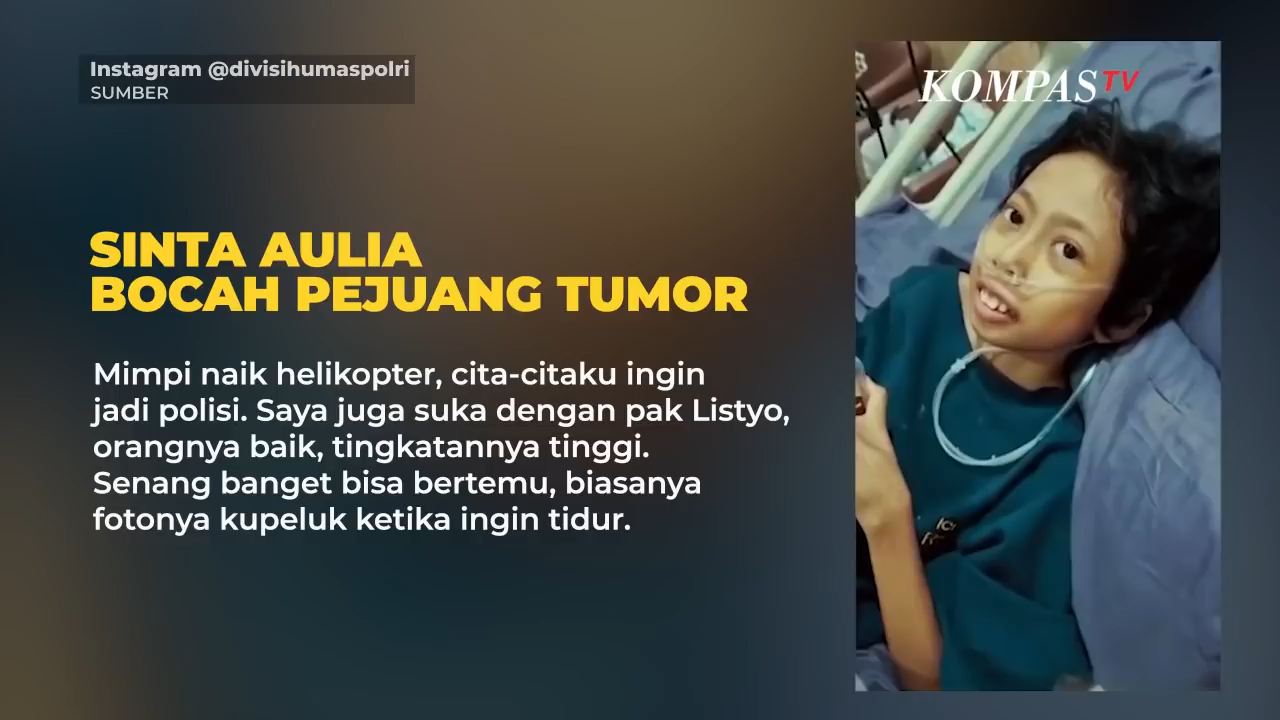 Instagram @divisihumaspolri
SUMBER
KOMPAS TV
SINTA AULIA
BOCAH PEJUANG TUMOR
Mimpi naik helikopter, cita-citaku ingin
jadi polisi. Saya juga suka dengan pak Listyo,
orangnya baik, tingkatannya tinggi.
Senang banget bisa bertemu, biasanya
fotonya kupeluk ketika ingin tidur.